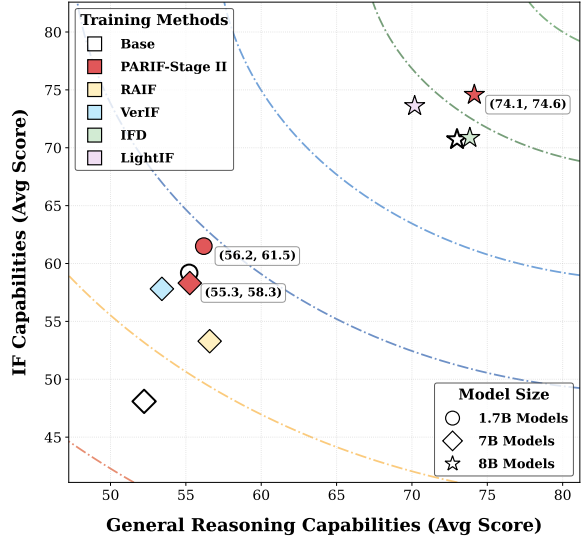 Training Methods
Base
PARIF-Stage II
RAIF
VerIF
IFD
LightIF
(74.1, 74.6)
(56.2, 61.5)
(55.3, 58.3)
Model Size
1.7B Models
7B Models
8B Models
80
75
70
65
60
55
50
45
50
55
60
65
70
75
80
IF Capabilities (Avg Score)
General Reasoning Capabilities (Avg Score)